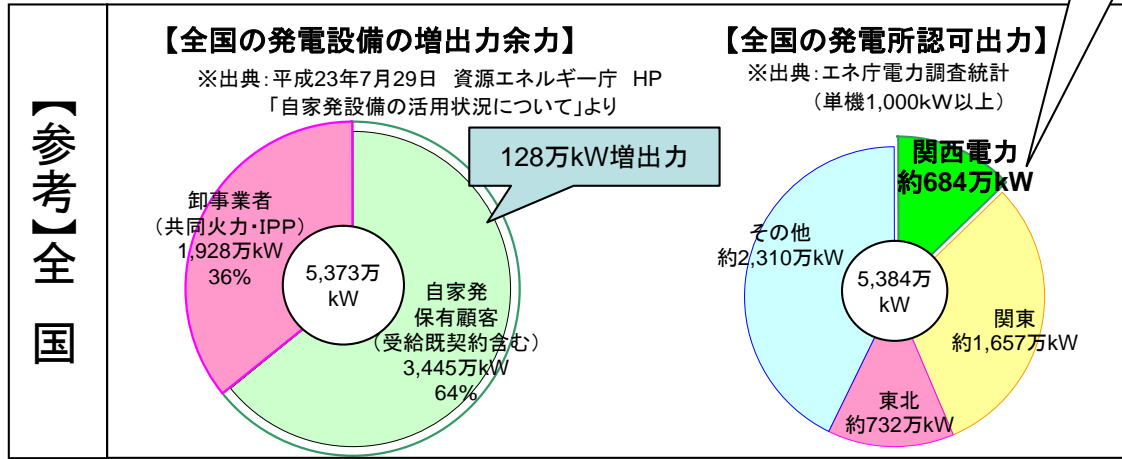 【参考】全 国
【全国の発電設備の増出力余力】
※出典：平成23年7月29日 資源エネルギー庁 HP
「自家発設備の活用状況について」より
128万kW増出力
卸事業者
（共同火力・IPP）
1,928万kW
36%
5,373万
kW
自家発
保有顧客
（受給既契約含む）
3,445万kW
64%
【全国の発電所認可出力】
※出典：エネ庁電力調査統計
（単機1,000kW以上）
関西電力
約684万kW
その他
約2,310万kW
5,384万
kW
関東
約1,657万kW
東北
約732万kW